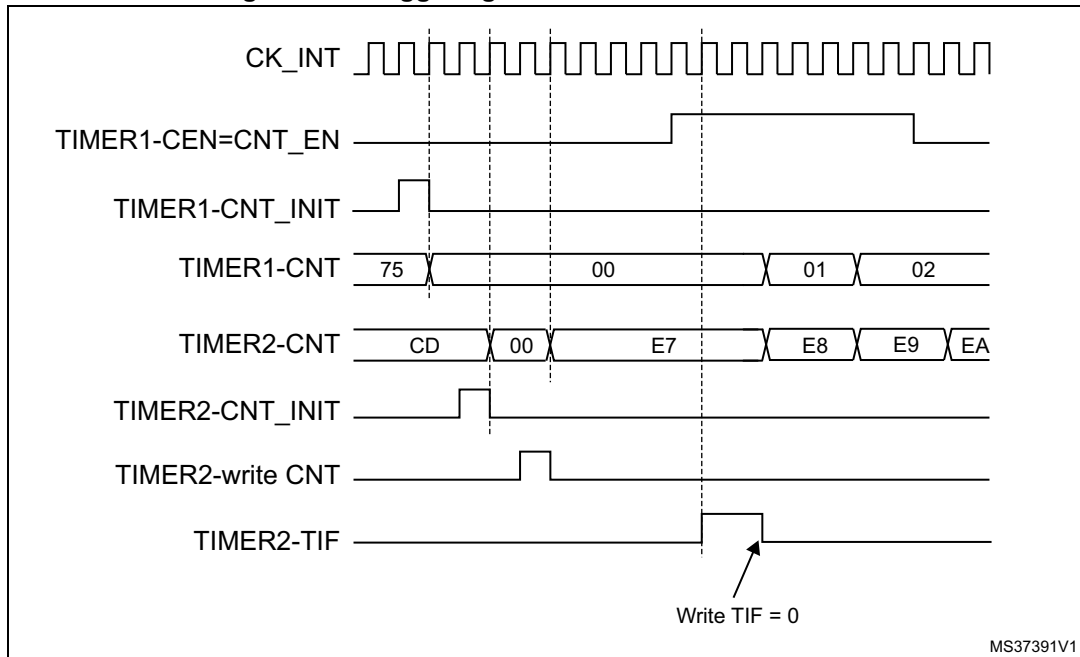 CK_INT
TIMER1-CEN=CNT_EN
TIMER1-CNT_INIT
TIMER1-CNT 75 00 01 02
TIMER2-CNT CD 00 E7 E8 E9 EA
TIMER2-CNT_INIT
TIMER2-write CNT
TIMER2-TIF
Write TIF = 0
MS37391V1